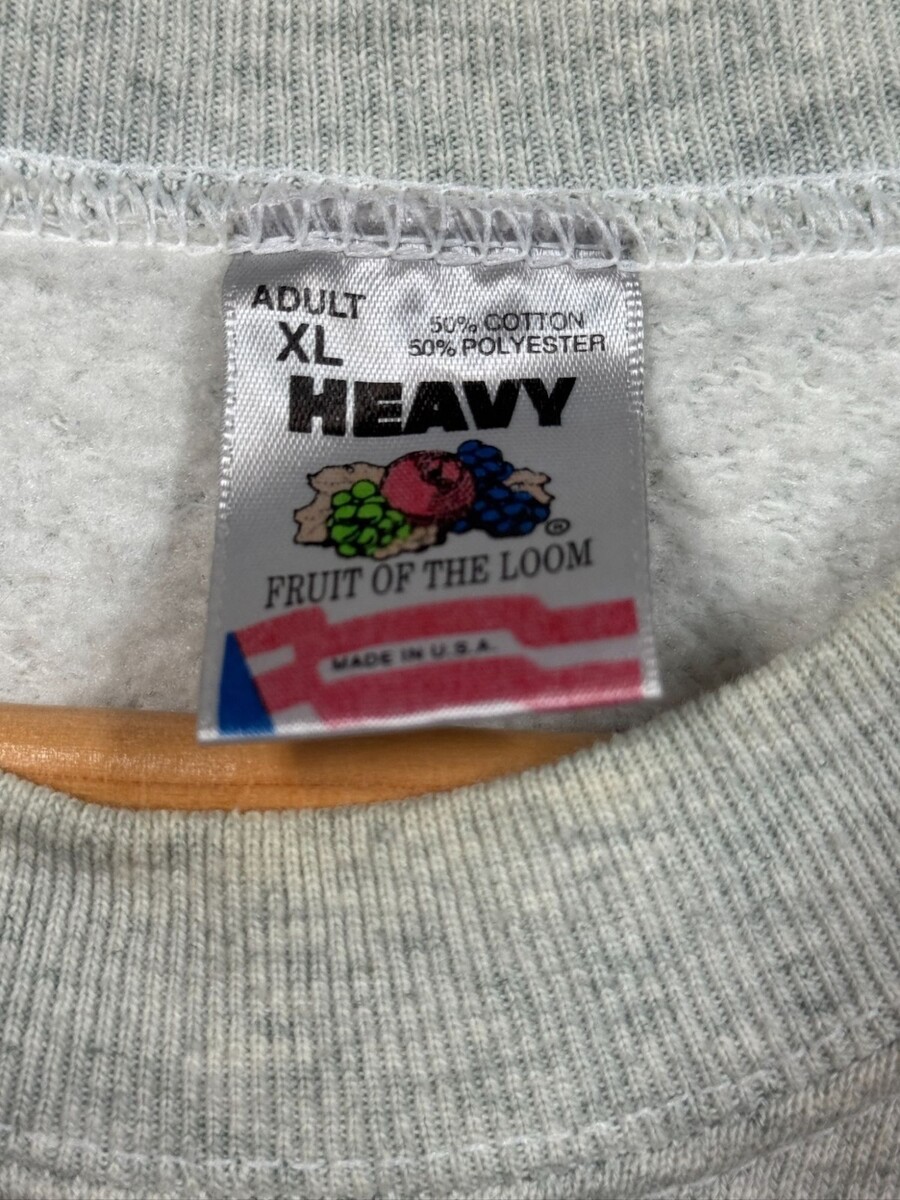 ADULT
XL
50% COTTON
50% POLYESTER
HEAVY
®
FRUIT OF THE LOOM
MADE IN U.S.A.